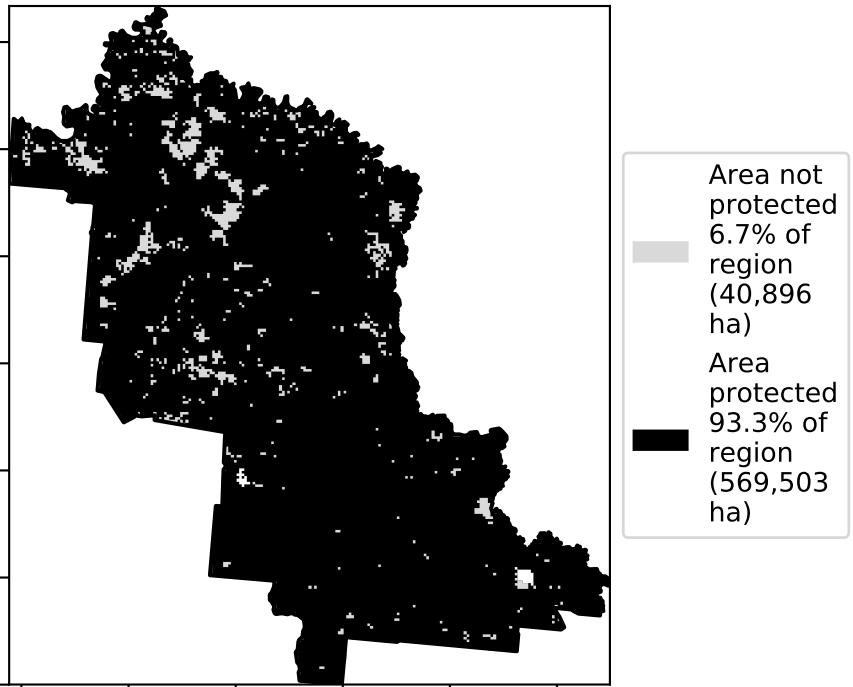 Area not
protected
6.7% of
region
(40,896
ha)
Area
protected
93.3% of
region
(569,503
ha)